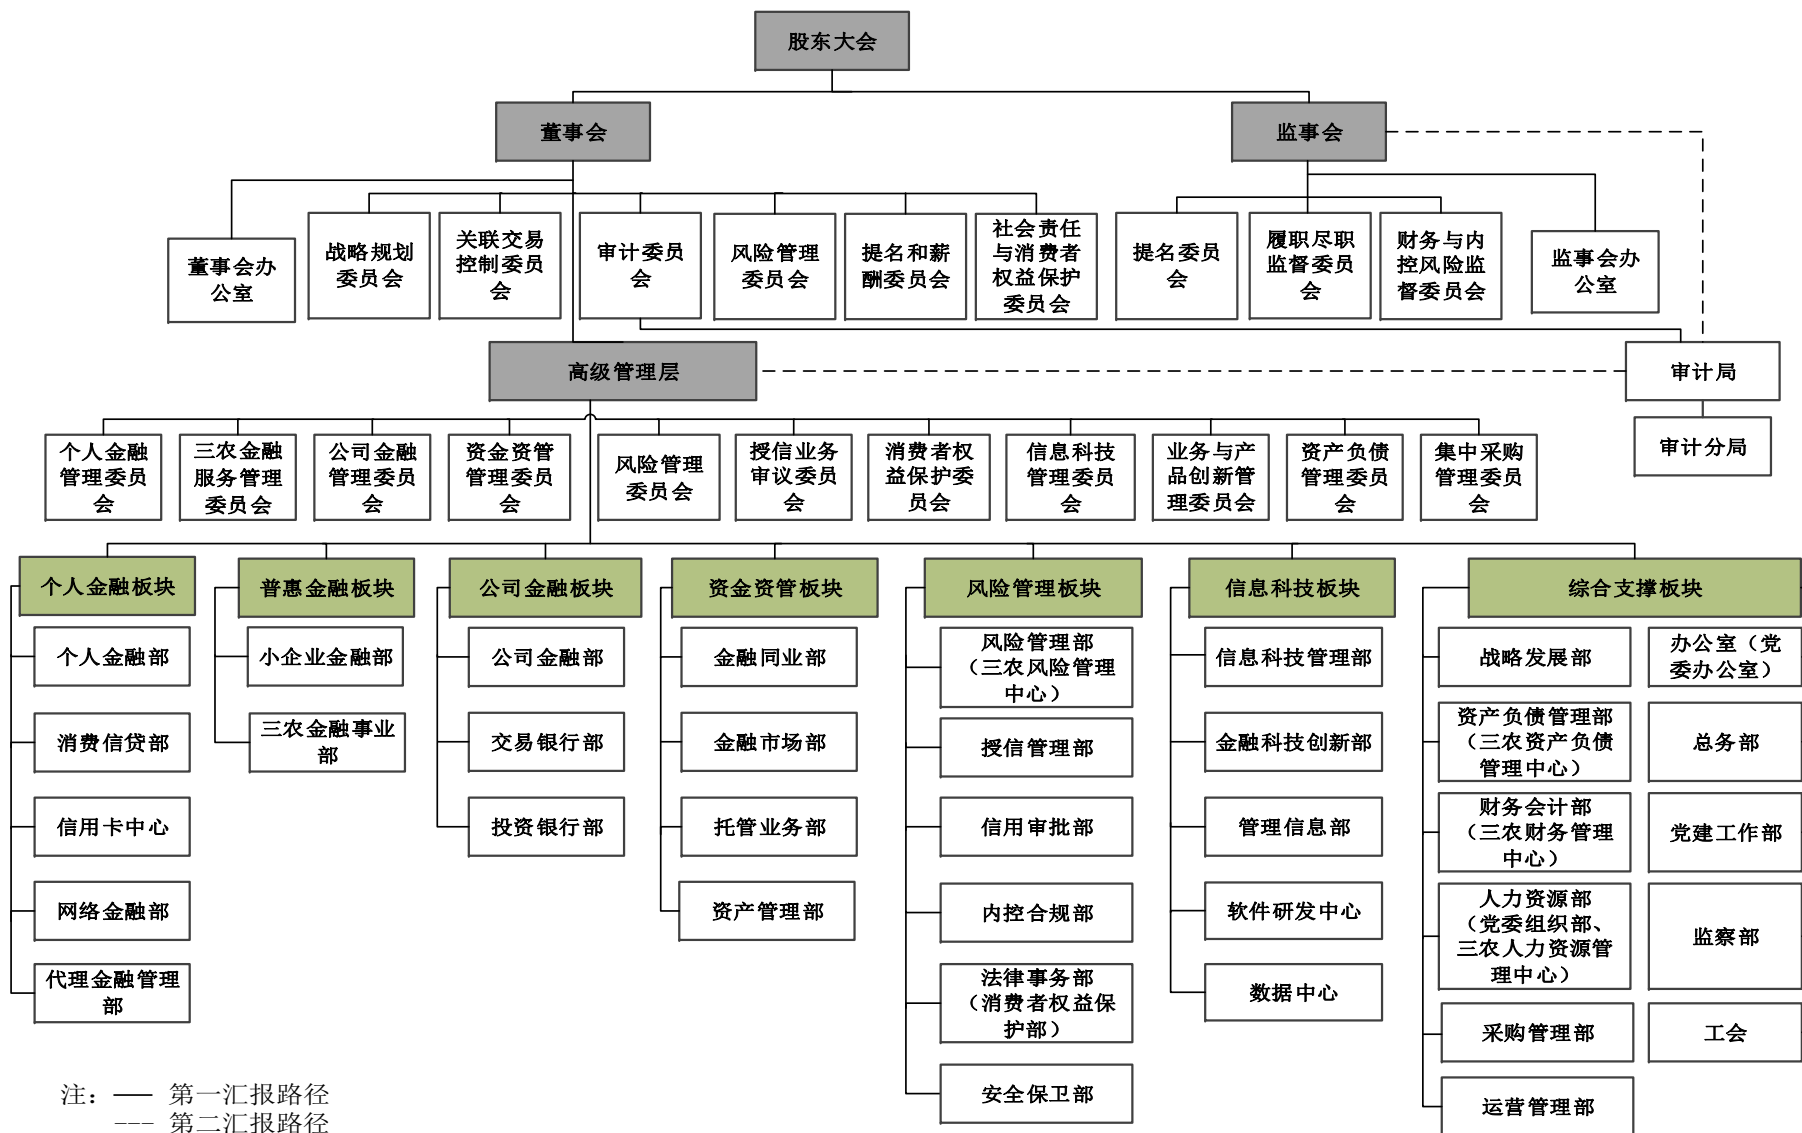 股东大会
董事会
监事会
董事会办
公室
战略规划
委员会
关联交易
控制委员
会
审计委员
会
风险管理
委员会
提名和薪
酬委员会
社会责任
与消费者
权益保护
委员会
提名委员
会
履职尽职
监督委员
会
财务与内
控风险监
督委员会
监事会办
公室
高级管理层
审计局
审计分局
个人金融
管理委员
会
三农金融
服务管理
委员会
公司金融
管理委员
会
资金资管
管理委员
会
风险管理
委员会
授信业务
审议委员
会
消费者权
益保护委
员会
信息科技
管理委员
会
业务与产
品创新管
理委员会
资产负债
管理委员
会
集中采购
管理委员
会
个人金融板块
普惠金融板块
公司金融板块
资金资管板块
风险管理板块
信息科技板块
综合支撑板块
个人金融部
消费信贷部
信用卡中心
网络金融部
代理金融管理
部
小企业金融部
三农金融事业
部
公司金融部
交易银行部
投资银行部
金融同业部
金融市场部
托管业务部
资产管理部
风险管理部
（三农风险管理
中心）
授信管理部
信用审批部
内控合规部
法律事务部
（消费者权益保
护部）
安全保卫部
信息科技管理部
金融科技创新部
管理信息部
软件研发中心
数据中心
战略发展部
资产负债管理部
（三农资产负债
管理中心）
财务会计部
（三农财务管理
中心）
人力资源部
（党委组织部、
三农人力资源管
理中心）
采购管理部
运营管理部
办公室（党
委办公室）
总务部
党建工作部
监察部
工会
注：—— 第一汇报路径
--- 第二汇报路径